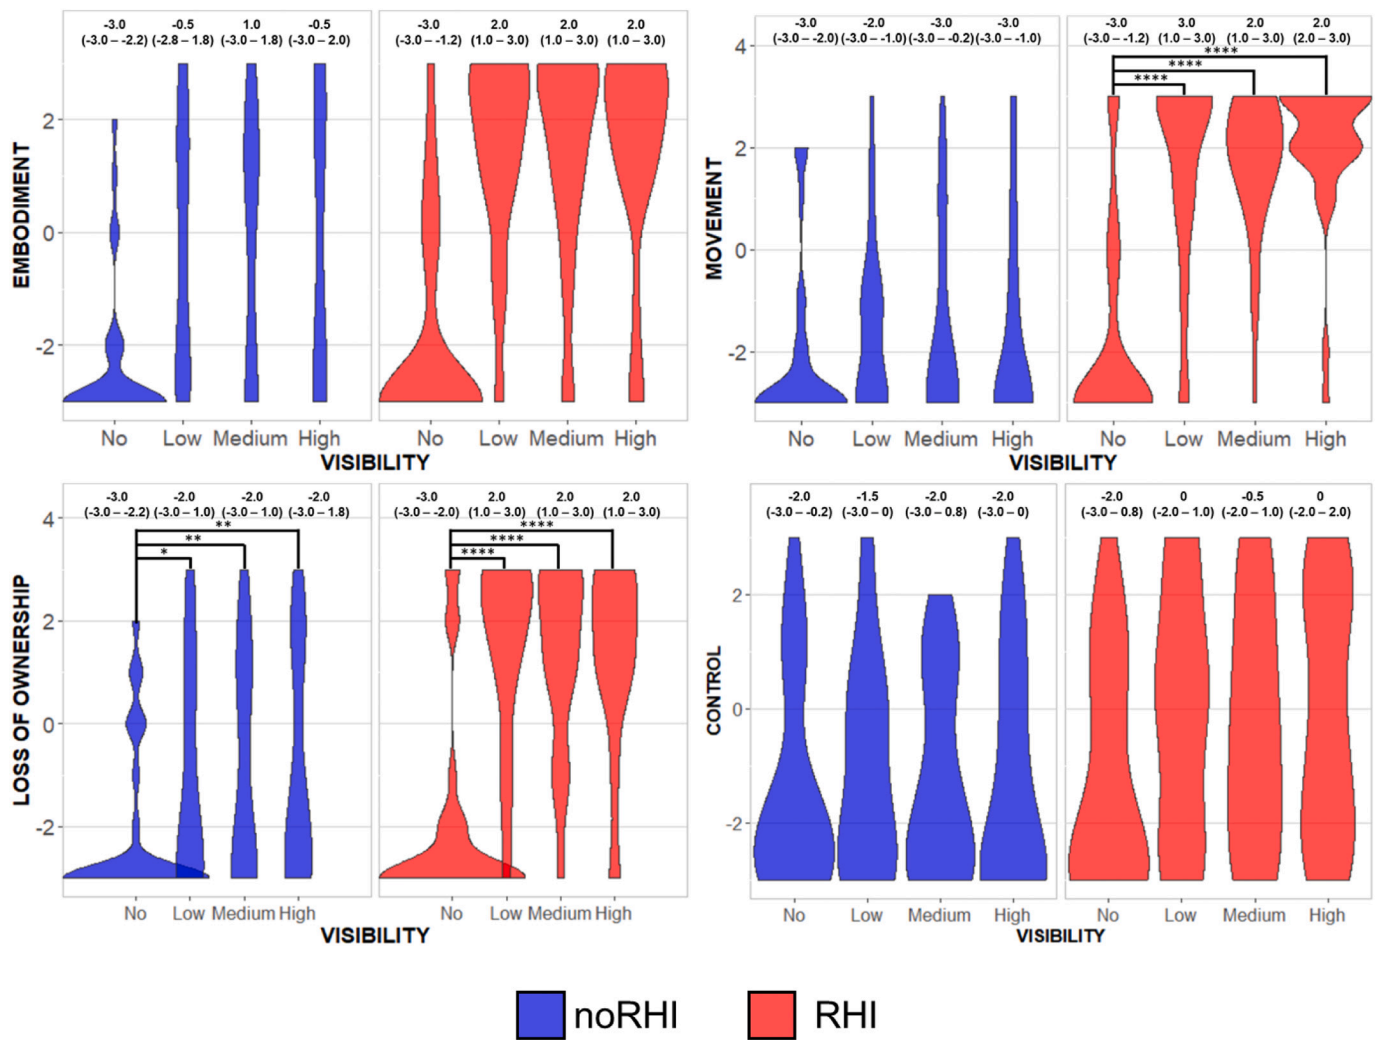 -3.0 -0.5 1.0 -0.5
(-3.0 – -2.2) (-2.8 – 1.8) (-3.0 – 1.8) (-3.0 – 2.0)
-3.0 2.0 2.0 2.0
(-3.0 – -1.2) (1.0 – 3.0) (1.0 – 3.0) (1.0 – 3.0)
EMBODIMENT
2
0
-2
No Low Medium High No Low Medium High
VISIBILITY
-3.0 -2.0 -3.0 -3.0
(-3.0 – -2.0) (-3.0 – -1.0) (-3.0 – -0.2) (-3.0 – -1.0)
-3.0 3.0 2.0 2.0
(-3.0 – -1.2) (1.0 – 3.0) (1.0 – 3.0) (2.0 – 3.0)
****
****
****
MOVEMENT
4
2
0
-2
No Low Medium High No Low Medium High
VISIBILITY
-3.0 -2.0 -2.0 -2.0
(-3.0 – -2.2) (-3.0 – 1.0) (-3.0 – 1.0) (-3.0 – 1.8)
**
**
*
-3.0 2.0 2.0 2.0
(-3.0 – -2.0) (1.0 – 3.0) (1.0 – 3.0) (1.0 – 3.0)
****
****
****
LOSS OF OWNERSHIP
4
2
0
-2
No Low Medium High No Low Medium High
VISIBILITY
-2.0 -1.5 -2.0 -2.0
(-3.0 – -0.2) (-3.0 – 0) (-3.0 – 0.8) (-3.0 – 0)
-2.0 0 -0.5 0
(-3.0 – 0.8) (-2.0 – 1.0) (-2.0 – 1.0) (-2.0 – 2.0)
CONTROL
2
0
-2
No Low Medium High No Low Medium High
VISIBILITY
noRHI RHI